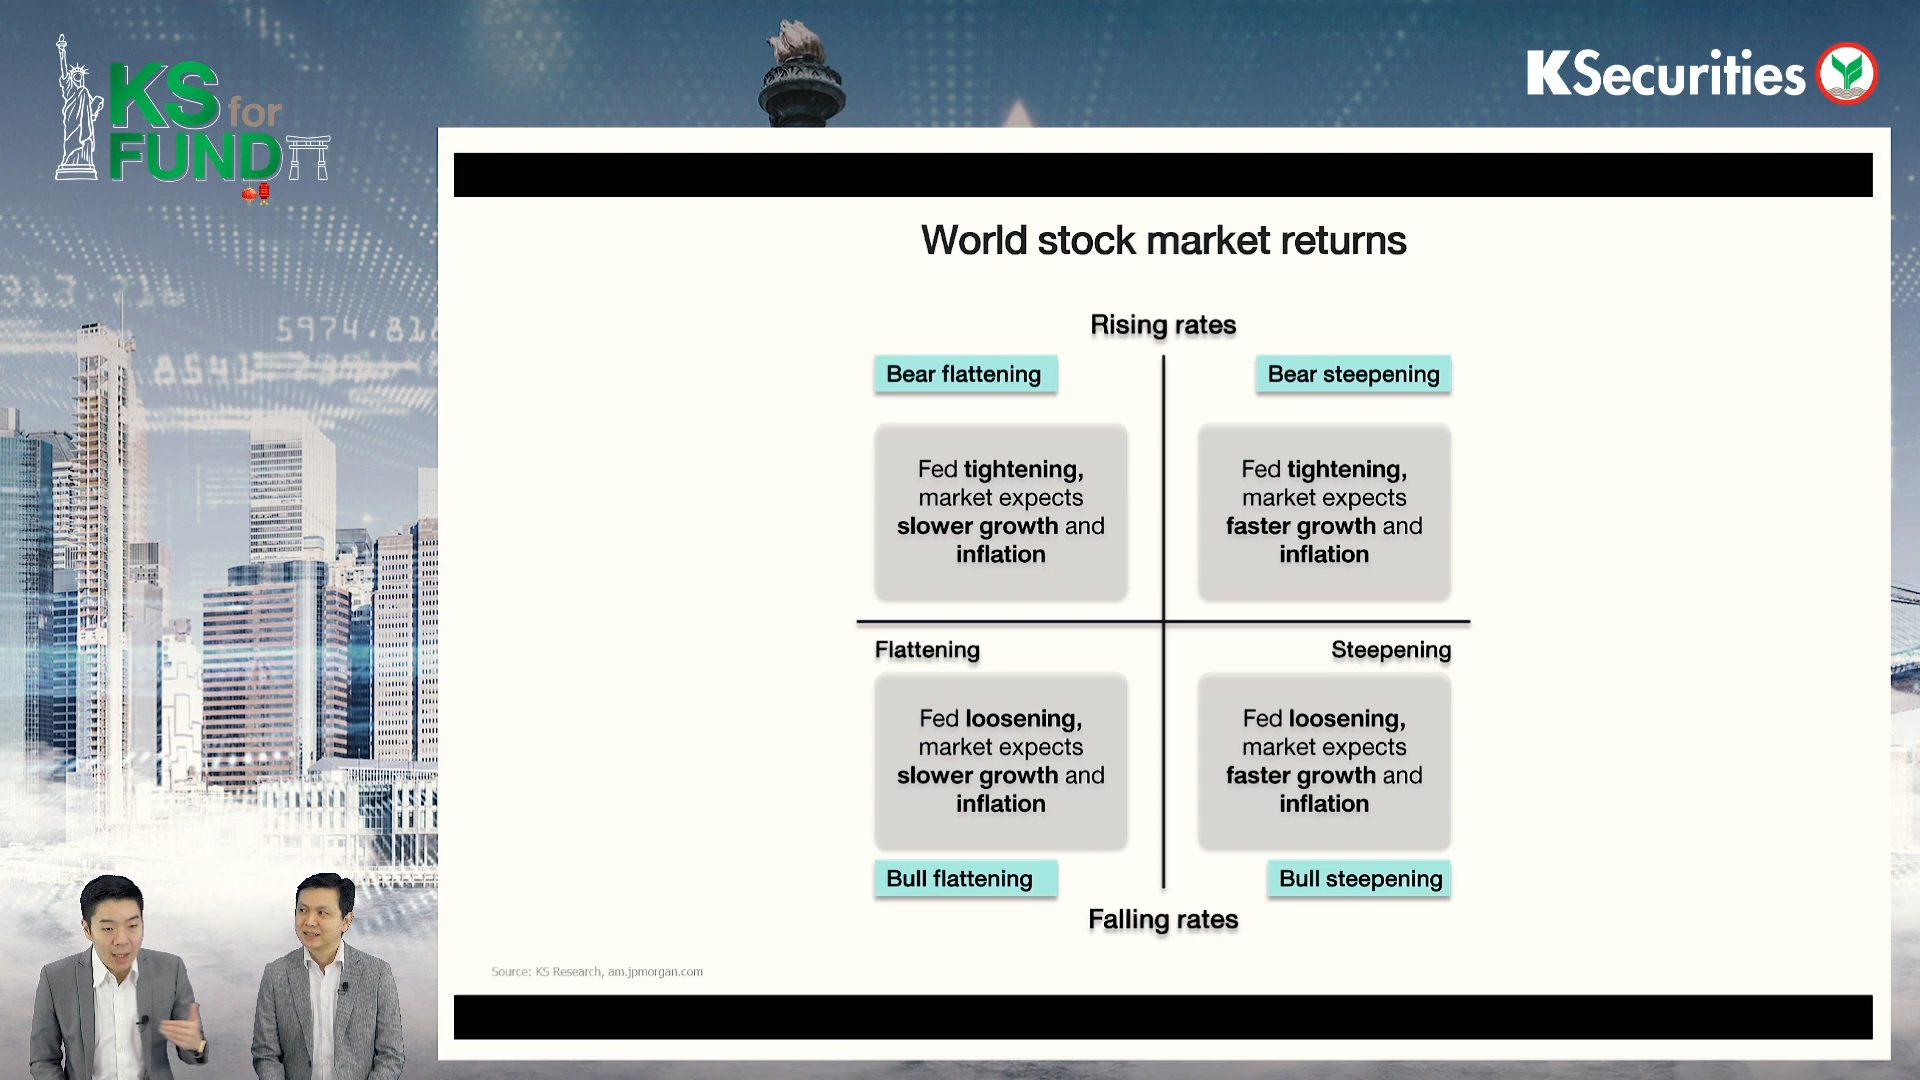 KS for
FUND
KSecurities
World stock market returns
Rising rates
Bear flattening
Bear steepening
Fed tightening,
market expects
slower growth and
inflation
Fed tightening,
market expects
faster growth and
inflation
Flattening
Steepening
Fed loosening,
market expects
slower growth and
inflation
Fed loosening,
market expects
faster growth and
inflation
Bull flattening
Bull steepening
Falling rates
Source: KS Research, am.jpmorgan.com